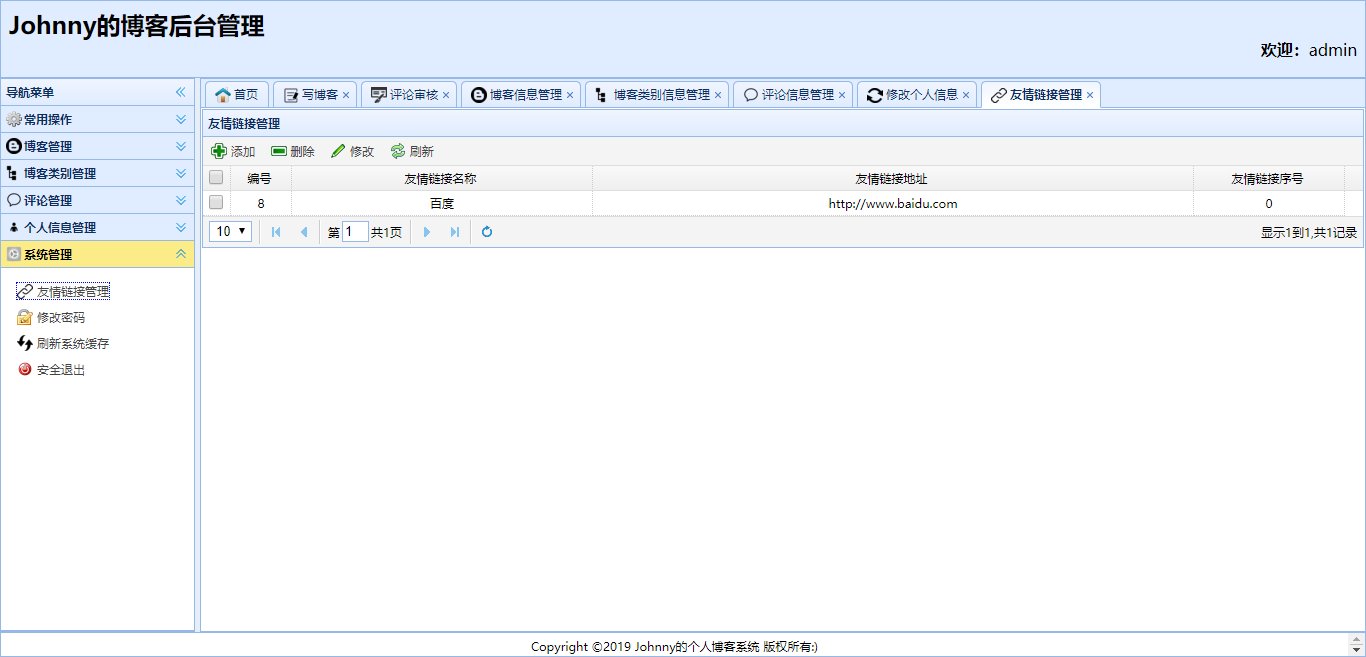 Johnny的博客后台管理
欢迎：admin
导航菜单
常用操作
博客管理
博客类别管理
评论管理
个人信息管理
系统管理
友情链接管理
修改密码
刷新系统缓存
安全退出
首页 写博客 评论审核 博客信息管理 博客类别信息管理 评论信息管理 修改个人信息 友情链接管理
友情链接管理
添加 删除 修改 刷新
编号 友情链接名称 友情链接地址 友情链接序号
8 百度 http://www.baidu.com 0
10 第 1 共1页 显示1到1,共1记录
Copyright ©2019 Johnny的个人博客系统 版权所有:)